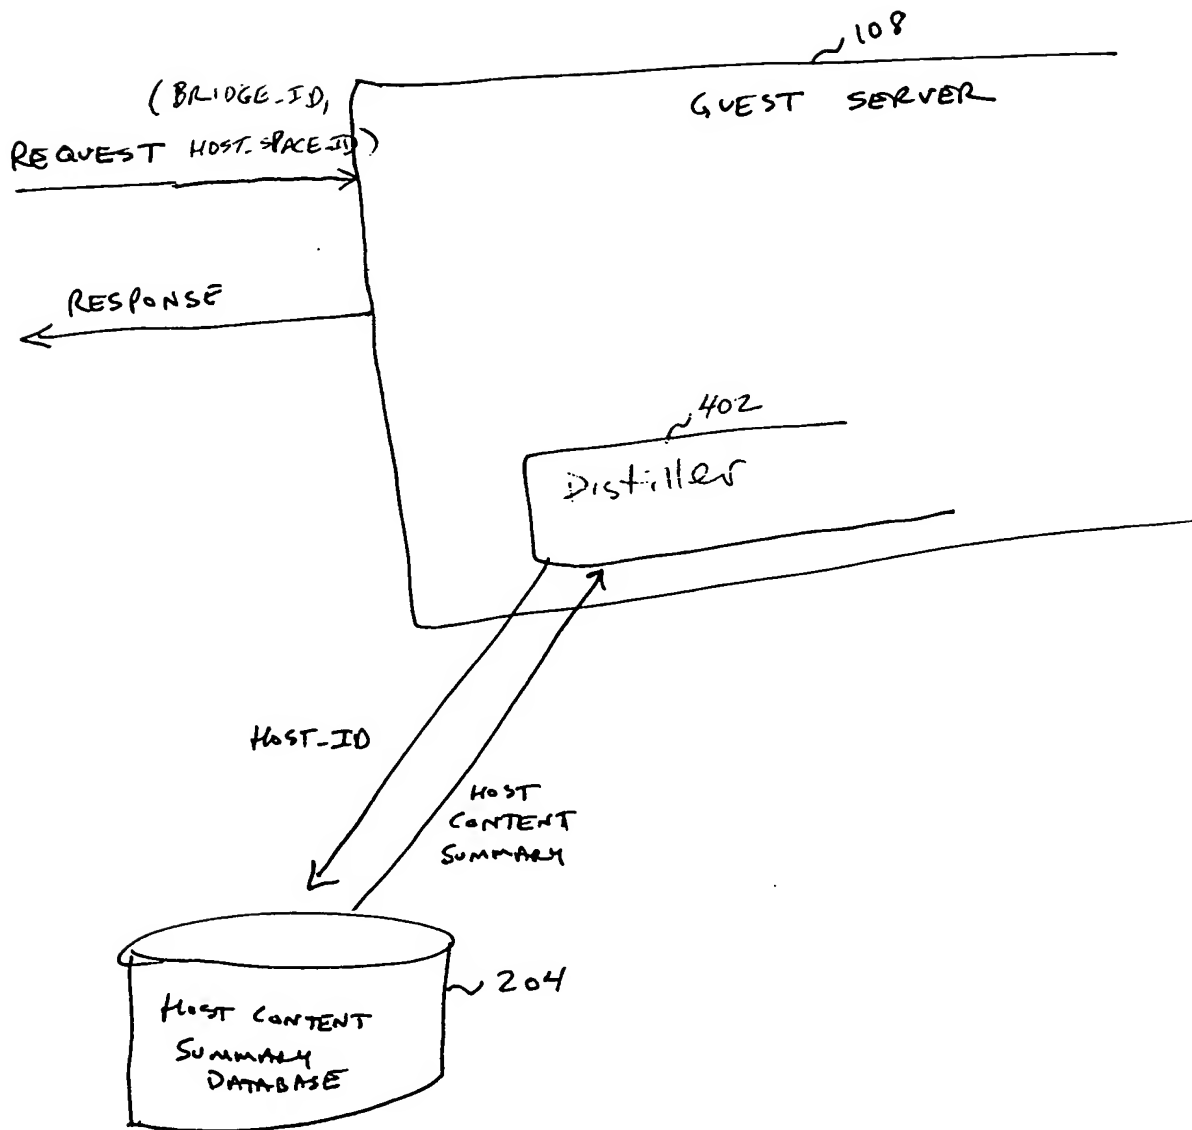 108
GUEST SERVER
(BRIDGE_ID,
REQUEST HOST_SPACE_ID)
RESPONSE
402
Distiller
HOST_ID
HOST
CONTENT
SUMMARY
204
HOST CONTENT
SUMMARY
DATABASE